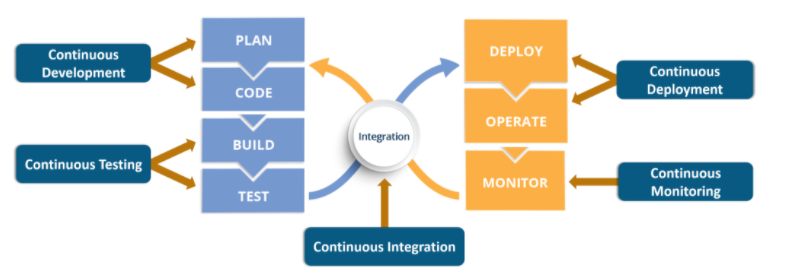 Continuous
Development
Continuous Testing
PLAN
CODE
BUILD
TEST
Integration
Continuous Integration
DEPLOY
OPERATE
MONITOR
Continuous
Deployment
Continuous
Monitoring